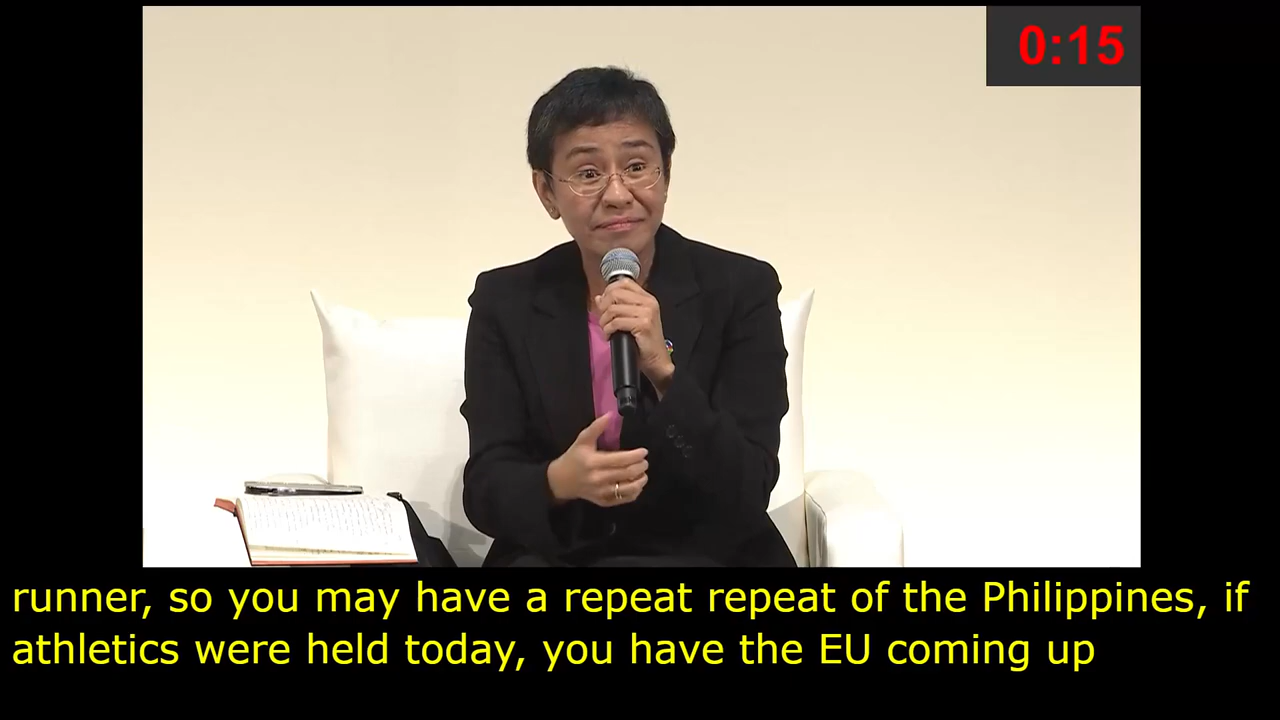 0:15
runner, so you may have a repeat repeat of the Philippines, if
athletics were held today, you have the EU coming up